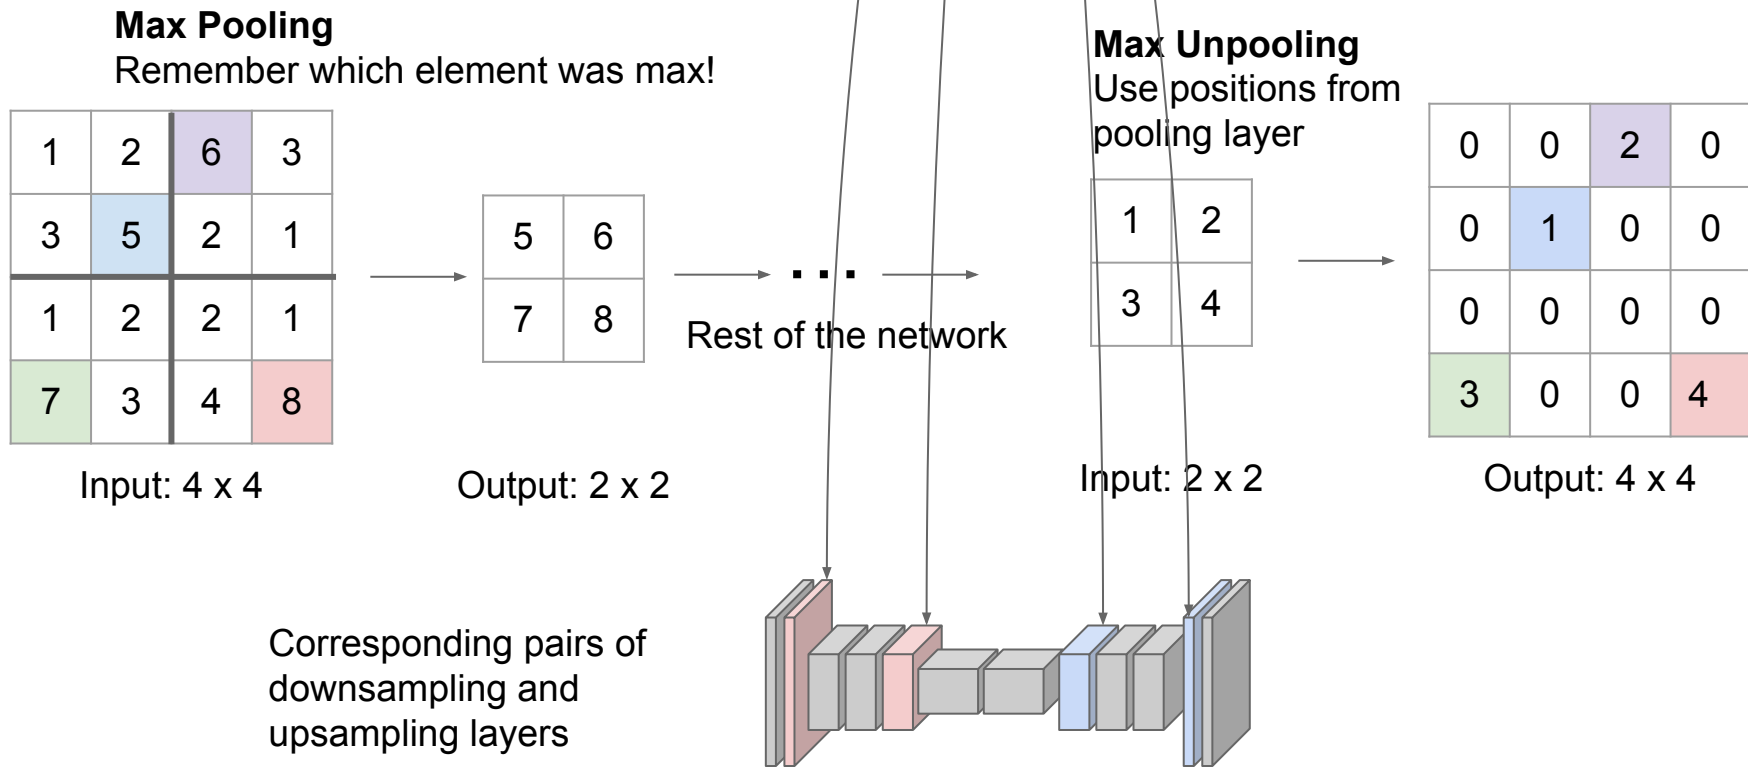 Max Pooling
Remember which element was max!
1 2 6 3
3 5 2 1
1 2 2 1
7 3 4 8
Input: 4 x 4
5 6
7 8
Output: 2 x 2
...
Rest of the network
Max Unpooling
Use positions from
pooling layer
1 2
3 4
Input: 2 x 2
0 0 2 0
0 1 0 0
0 0 0 0
3 0 0 4
Output: 4 x 4
Corresponding pairs of
downsampling and
upsampling layers